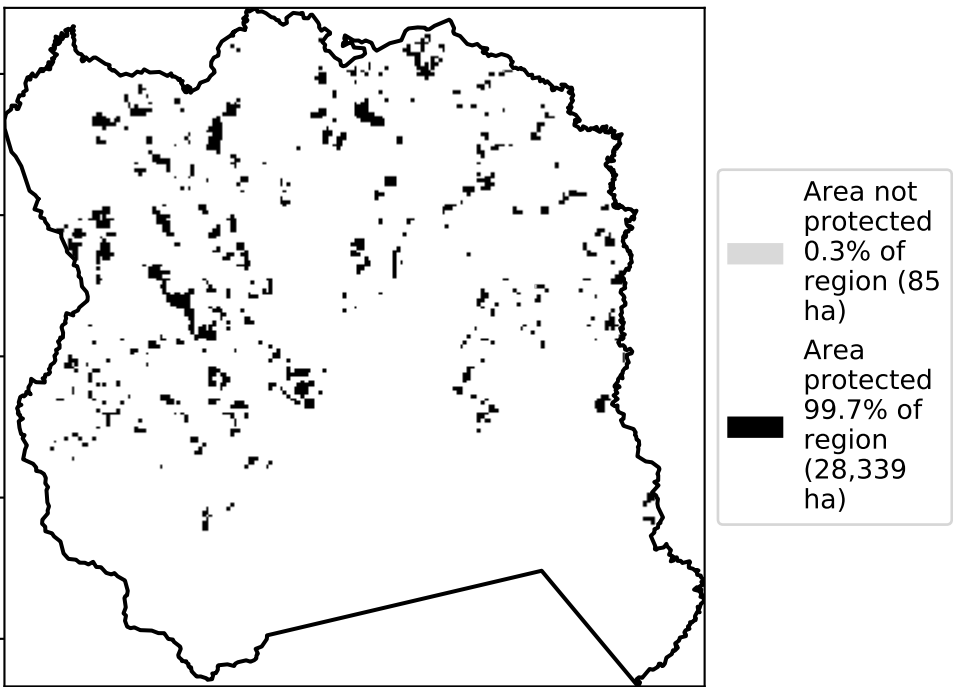 Area not
protected
0.3% of
region (85
ha)
Area
protected
99.7% of
region
(28,339
ha)